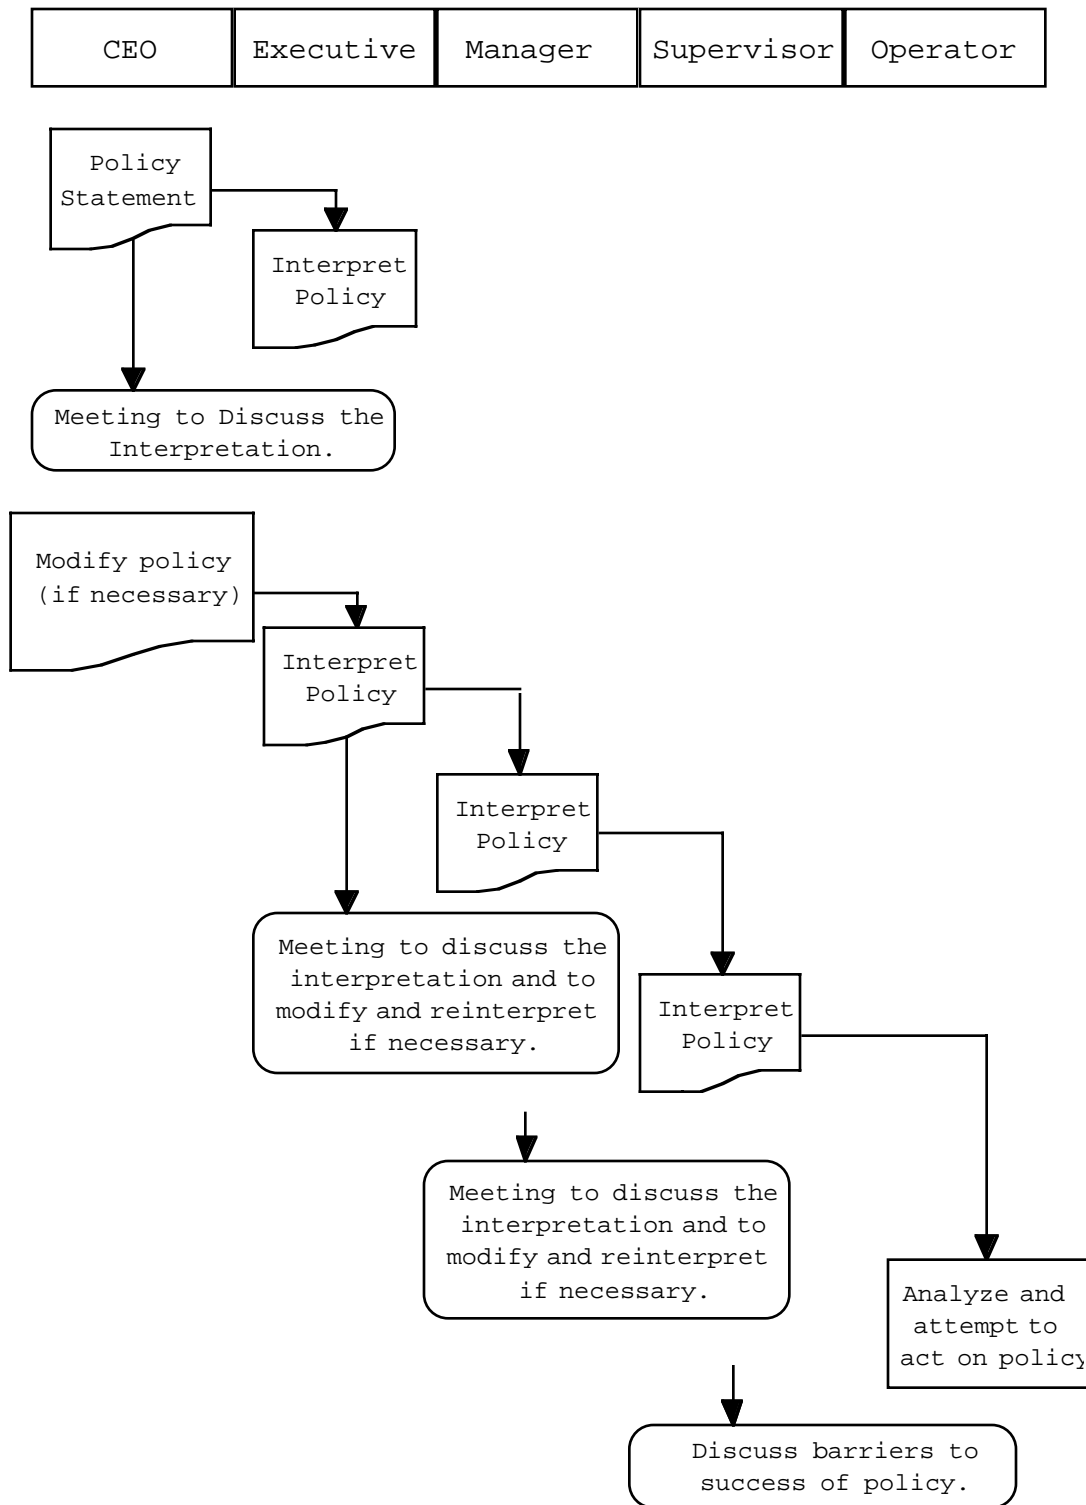 CEO
Executive
Manager
Supervisor
Operator
Policy
Statement
Interpret
Policy
Meeting to Discuss the
Interpretation.
Modify policy
(if necessary)
Interpret
Policy
Interpret
Policy
Meeting to discuss the
interpretation and to
modify and reinterpret
if necessary.
Interpret
Policy
Meeting to discuss the
interpretation and to
modify and reinterpret
if necessary.
Analyze and
attempt to
act on policy
Discuss barriers to
success of policy.